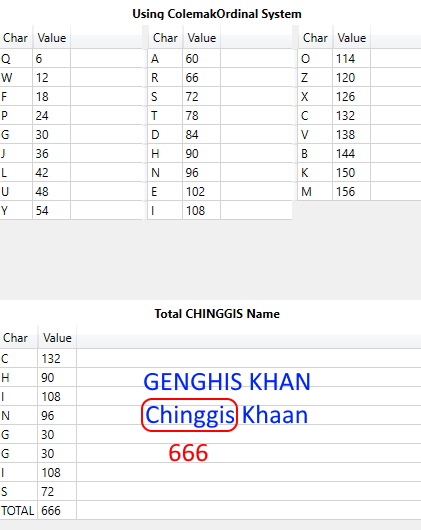 Using ColemakOrdinal System
Char Value Char Value Char Value
Q 6 A 60 O 114
W 12 R 66 Z 120
F 18 S 72 X 126
P 24 T 78 C 132
G 30 D 84 V 138
J 36 H 90 B 144
L 42 N 96 K 150
U 48 E 102 M 156
Y 54 I 108
Total CHINGGIS Name
Char Value
C 132
H 90
I 108
N 96
G 30
G 30
I 108
S 72
TOTAL 666
GENGHIS KHAN
Chinggis Khaan
666